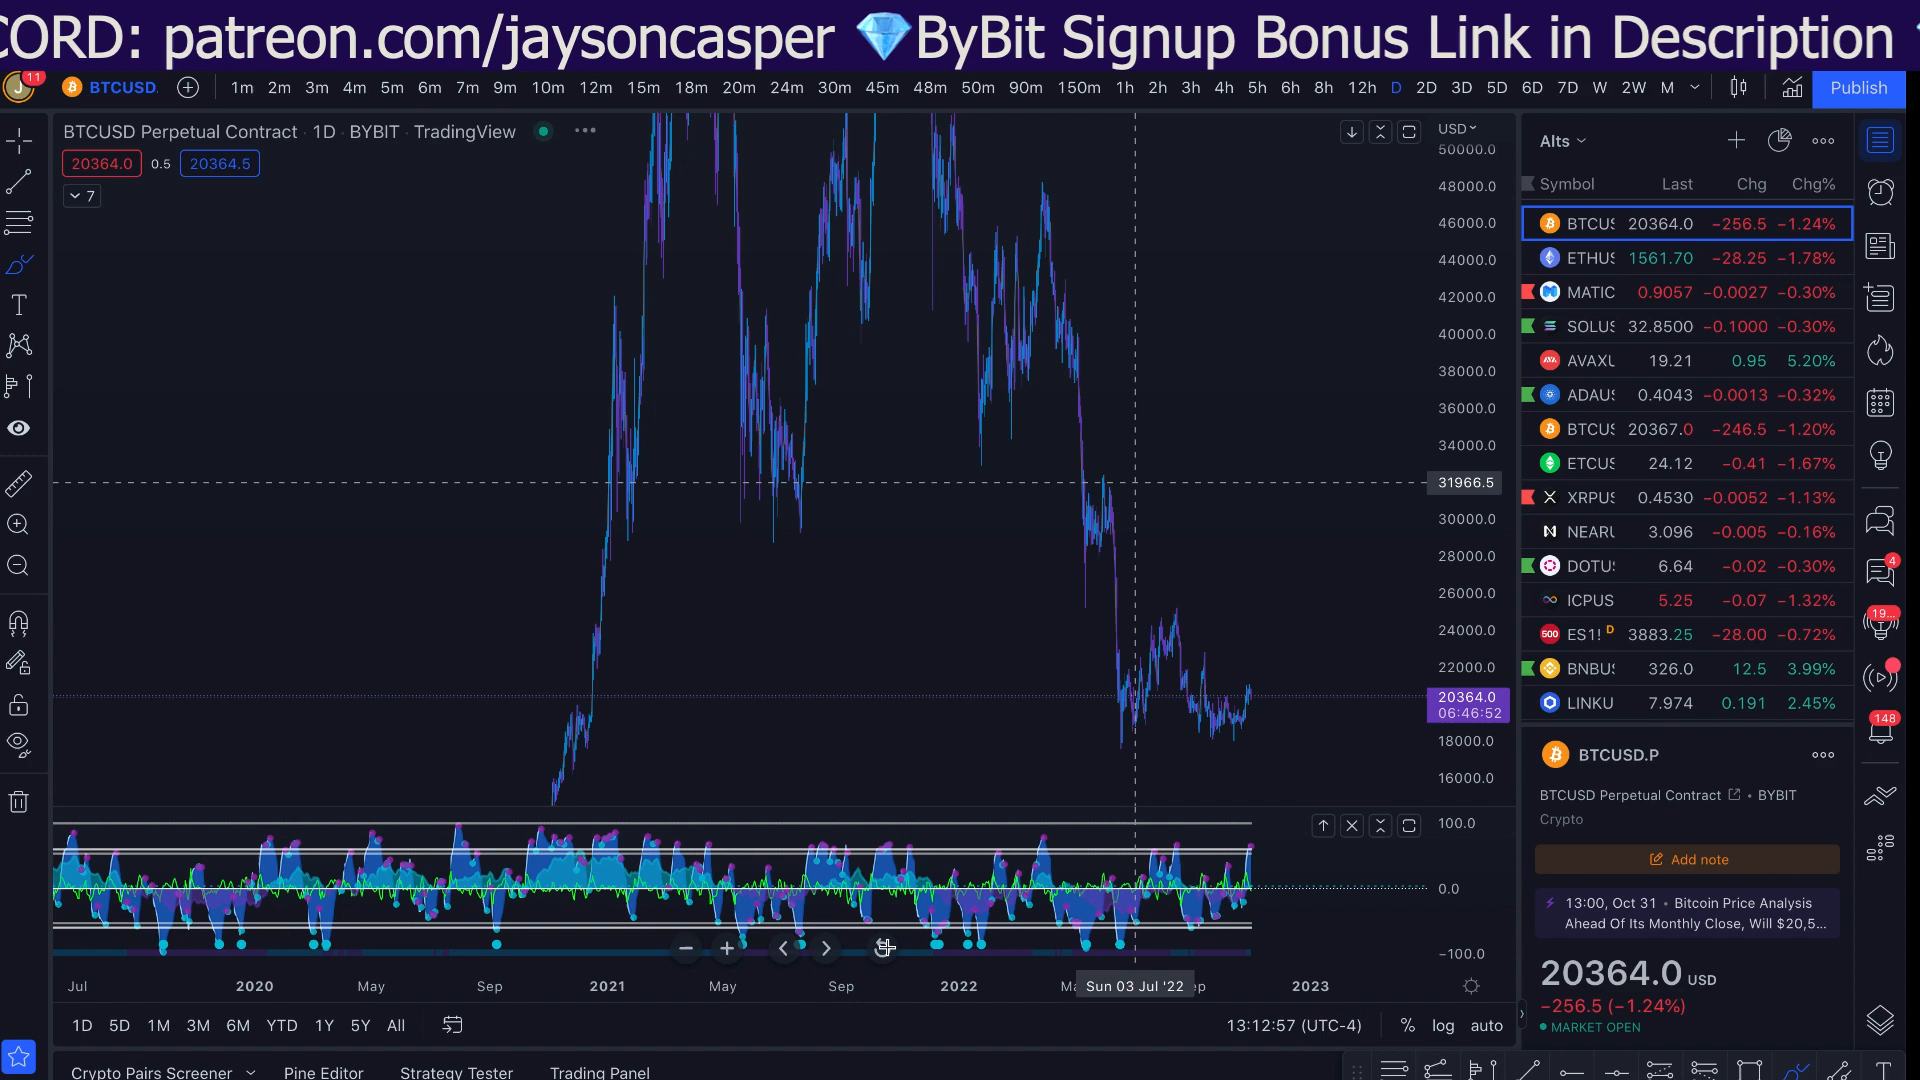 CORD: patreon.com/jaysoncasper 💎ByBit Signup Bonus Link in Description
J 11 BTCUSD. 1m 2m 3m 4m 5m 6m 7m 9m 10m 12m 15m 18m 20m 24m 30m 45m 48m 50m 90m 150m 1h 2h 3h 4h 5h 6h 8h 12h D 2D 3D 5D 6D 7D W 2W M Publish
BTCUSD Perpetual Contract · 1D · BYBIT · TradingView
20364.0 0.5 20364.5
7
USD
50000.0
48000.0
46000.0
44000.0
42000.0
40000.0
38000.0
36000.0
34000.0
31966.5
30000.0
28000.0
26000.0
24000.0
22000.0
20364.0
06:46:52
18000.0
16000.0
100.0
0.0
−100.0
Jul 2020 May Sep 2021 May Sep 2022 Ma Sun 03 Jul '22 ep 2023
1D 5D 1M 3M 6M YTD 1Y 5Y All
13:12:57 (UTC-4) % log auto
Crypto Pairs Screener Pine Editor Strategy Tester Trading Panel
Alts
Symbol Last Chg Chg%
BTCUS 20364.0 −256.5 −1.24%
ETHUS 1561.70 −28.25 −1.78%
MATIC 0.9057 −0.0027 −0.30%
SOLUS 32.8500 −0.1000 −0.30%
AVAXU 19.21 0.95 5.20%
ADAUS 0.4043 −0.0013 −0.32%
BTCUS 20367.0 −246.5 −1.20%
ETCUS 24.12 −0.41 −1.67%
XRPUS 0.4530 −0.0052 −1.13%
NEARU 3.096 −0.005 −0.16%
DOTUS 6.64 −0.02 −0.30%
ICPUS 5.25 −0.07 −1.32%
500 ES1! D 3883.25 −28.00 −0.72%
BNBUS 326.0 12.5 3.99%
LINKU 7.974 0.191 2.45%
BTCUSD.P
BTCUSD Perpetual Contract • BYBIT
Crypto
Add note
13:00, Oct 31 • Bitcoin Price Analysis
Ahead Of Its Monthly Close, Will $20,5...
20364.0 USD
−256.5 (−1.24%)
MARKET OPEN
4
19...
148